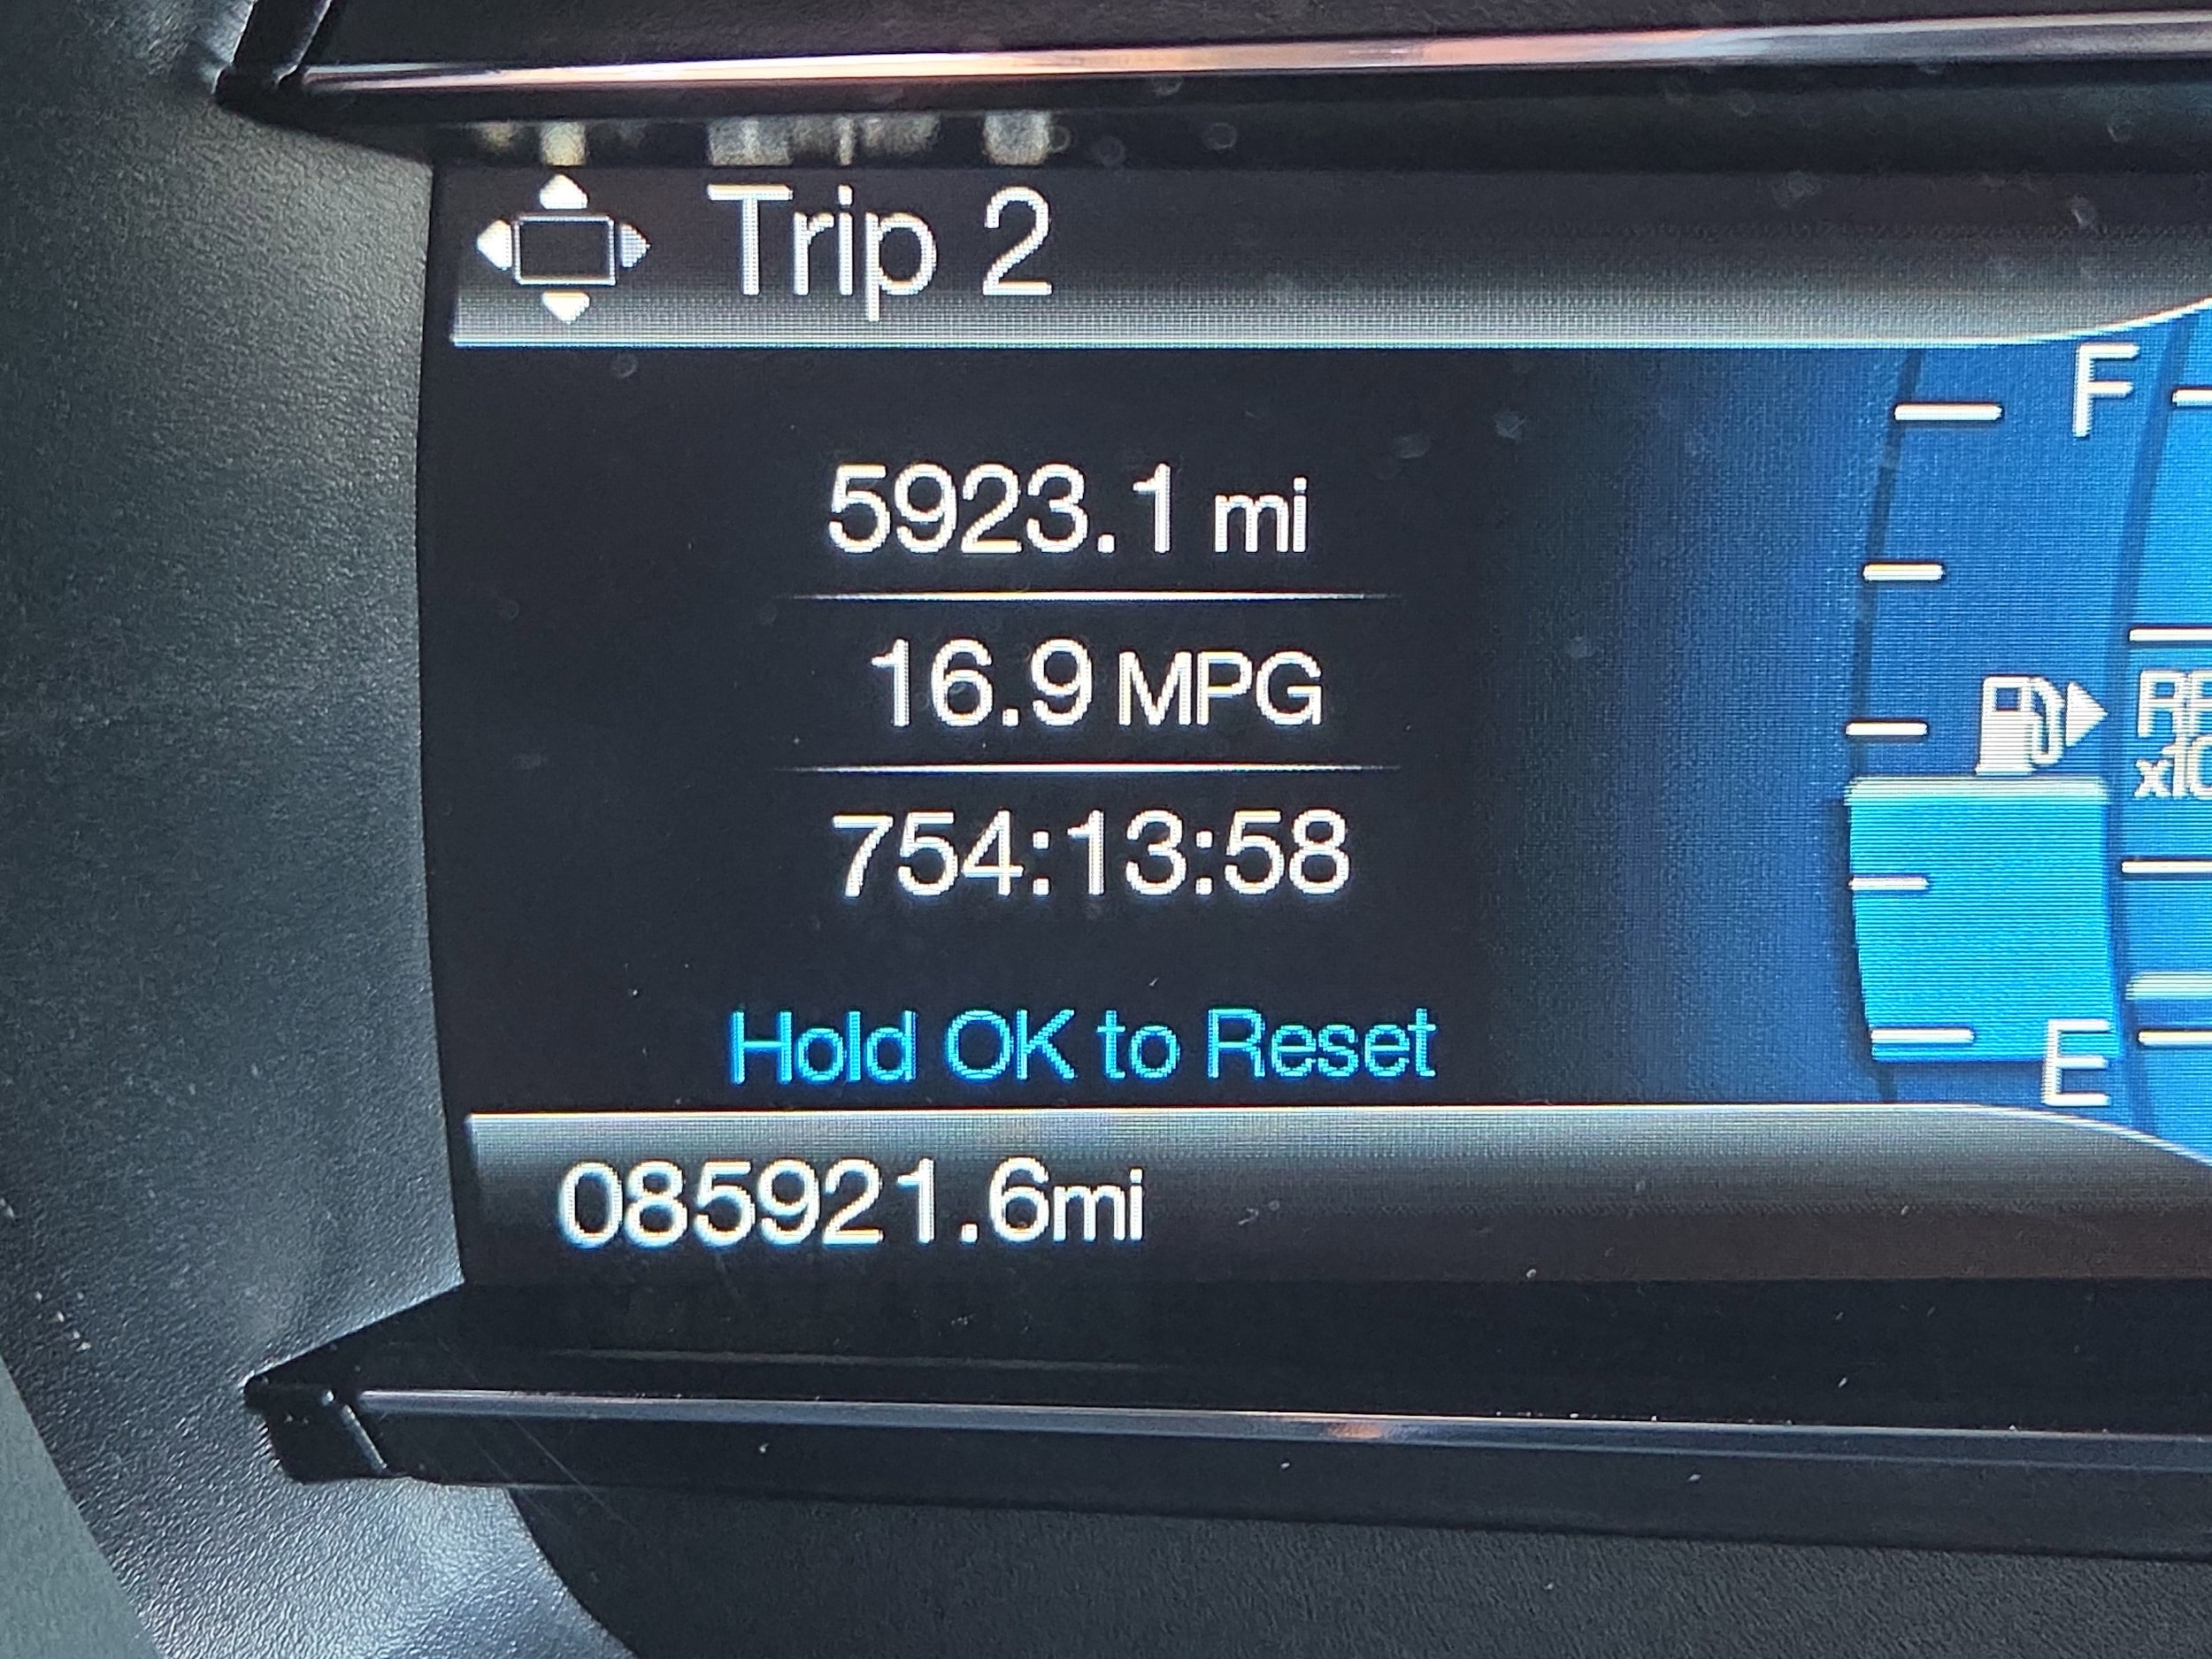 Trip 2
F
5923.1 mi
16.9 MPG
754:13:58
Hold OK to Reset
E
085921.6mi